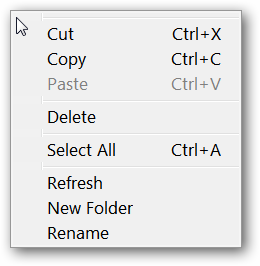 Cut Ctrl+X
Copy Ctrl+C
Paste Ctrl+V
Delete
Select All Ctrl+A
Refresh
New Folder
Rename